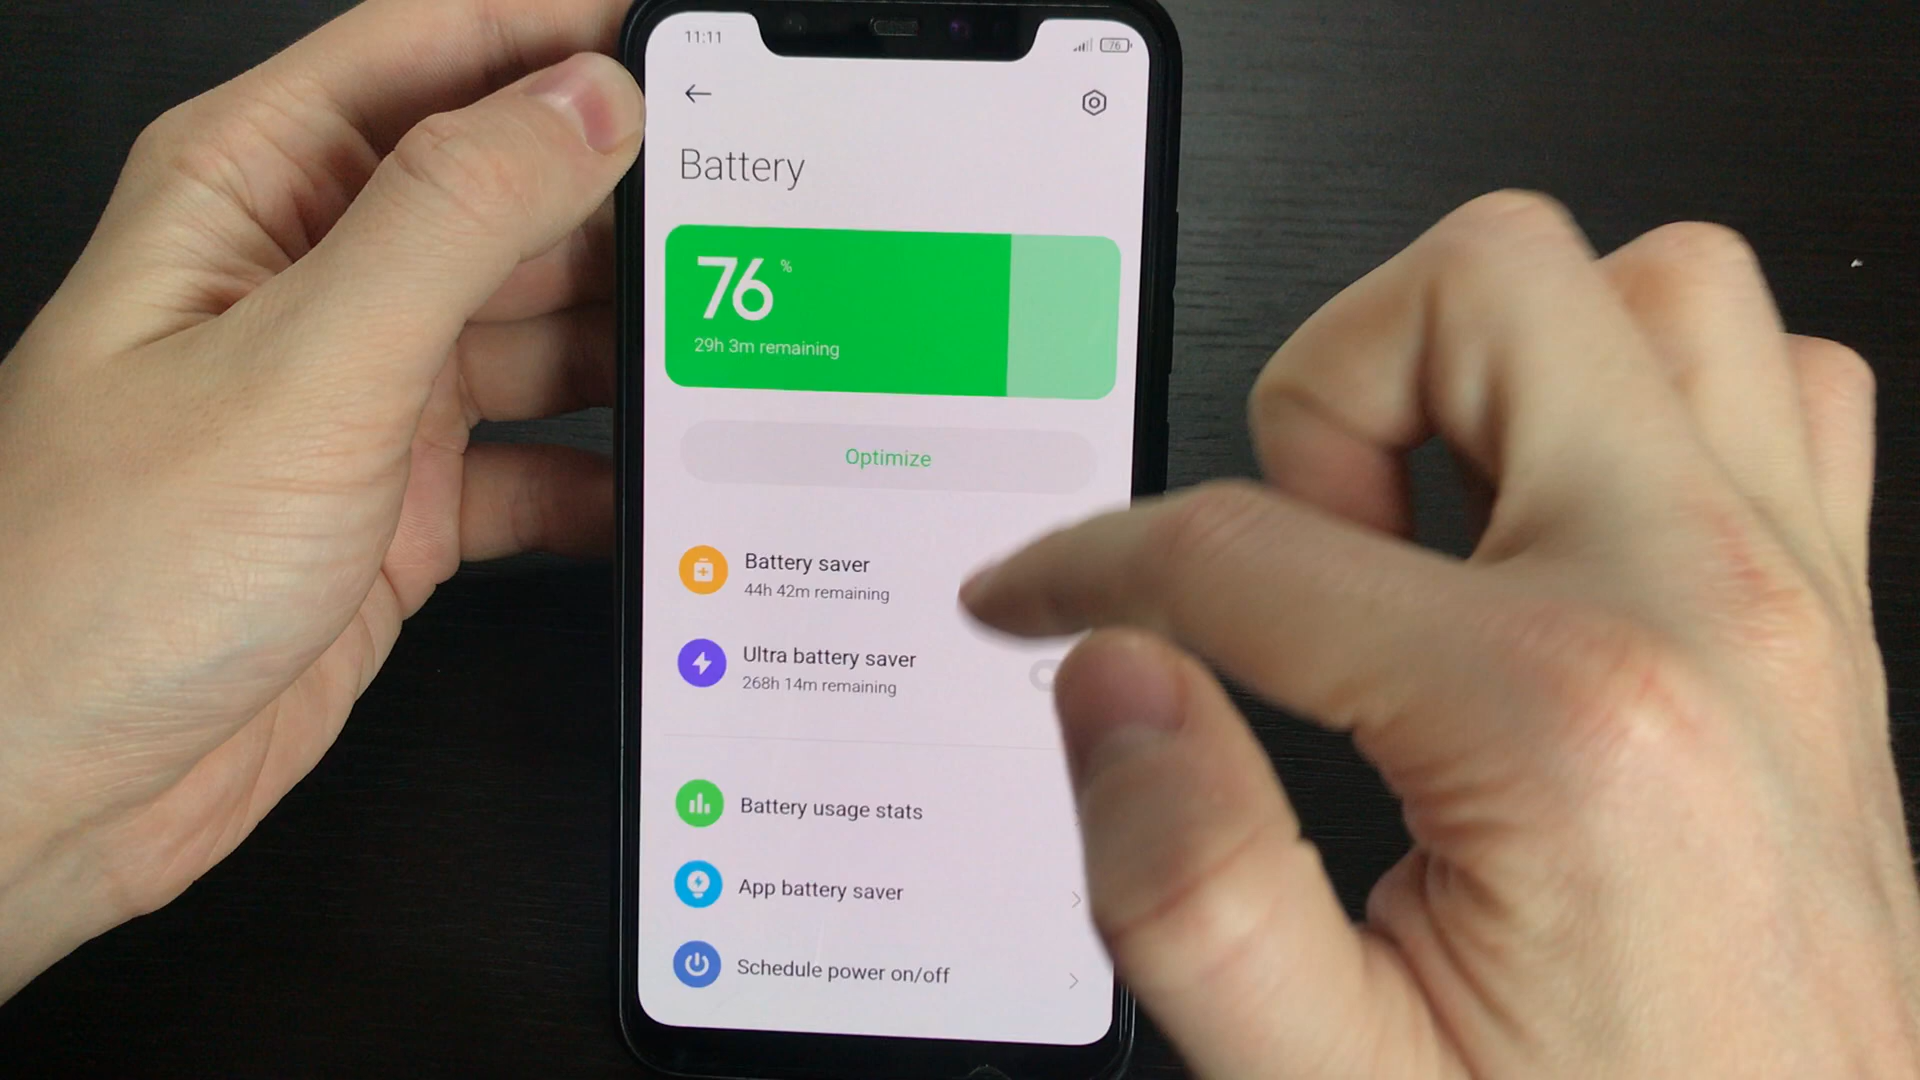 11:11
76
Battery
76 %
29h 3m remaining
Optimize
Battery saver
44h 42m remaining
Ultra battery saver
268h 14m remaining
Battery usage stats
App battery saver
Schedule power on/off